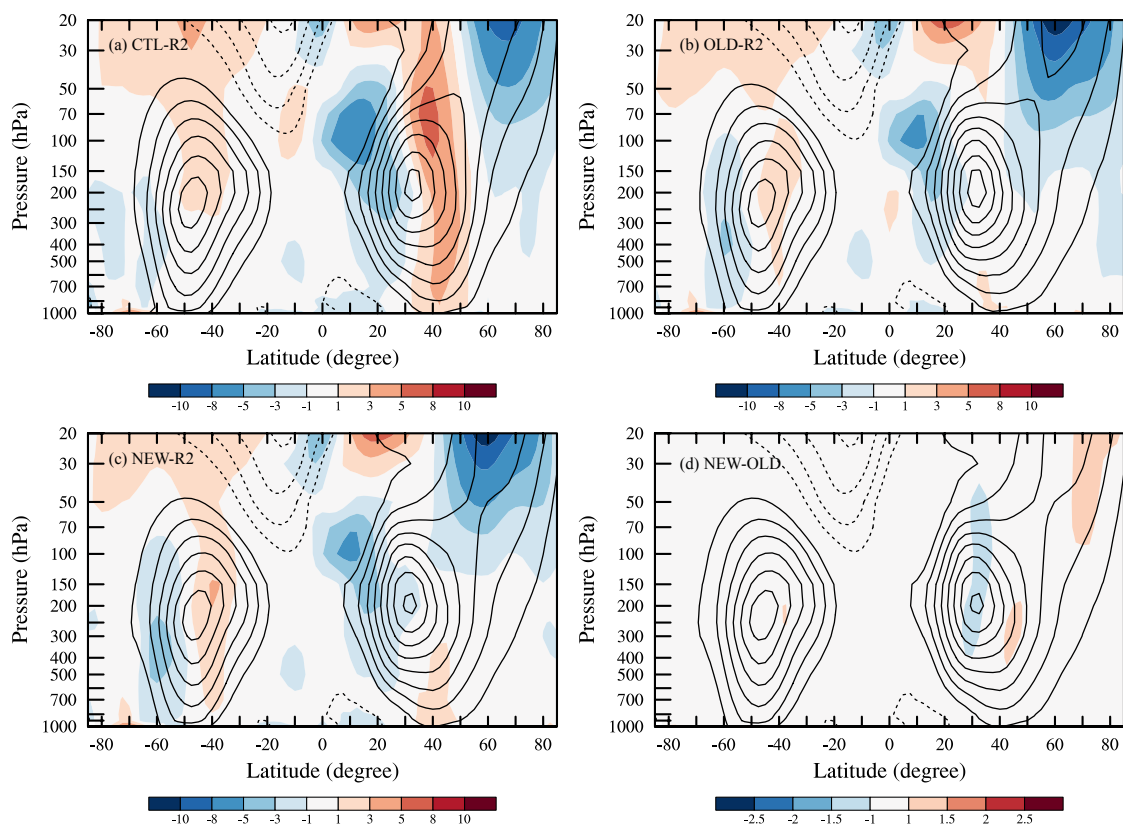 (a) CTL-R2
Pressure (hPa)
20
30
50
70
100
150
200
300
400
500
700
1000
-80 -60 -40 -20 0 20 40 60 80
Latitude (degree)
-10 -8 -5 -3 -1 1 3 5 8 10
(b) OLD-R2
Pressure (hPa)
20
30
50
70
100
150
200
300
400
500
700
1000
-80 -60 -40 -20 0 20 40 60 80
Latitude (degree)
-10 -8 -5 -3 -1 1 3 5 8 10
(c) NEW-R2
Pressure (hPa)
20
30
50
70
100
150
200
300
400
500
700
1000
-80 -60 -40 -20 0 20 40 60 80
Latitude (degree)
-10 -8 -5 -3 -1 1 3 5 8 10
(d) NEW-OLD
Pressure (hPa)
20
30
50
70
100
150
200
300
400
500
700
1000
-80 -60 -40 -20 0 20 40 60 80
Latitude (degree)
-2.5 -2 -1.5 -1 1 1.5 2 2.5